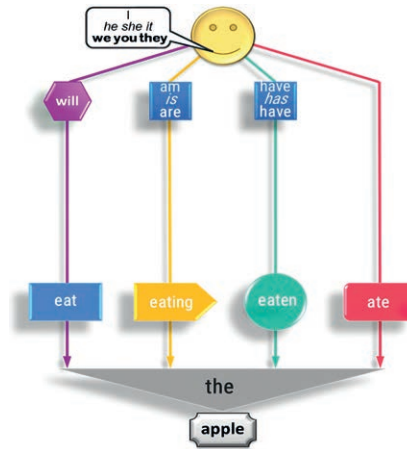 I
he she it
we you they
will
am
is
are
have
has
have
eat
eating
eaten
ate
the
apple